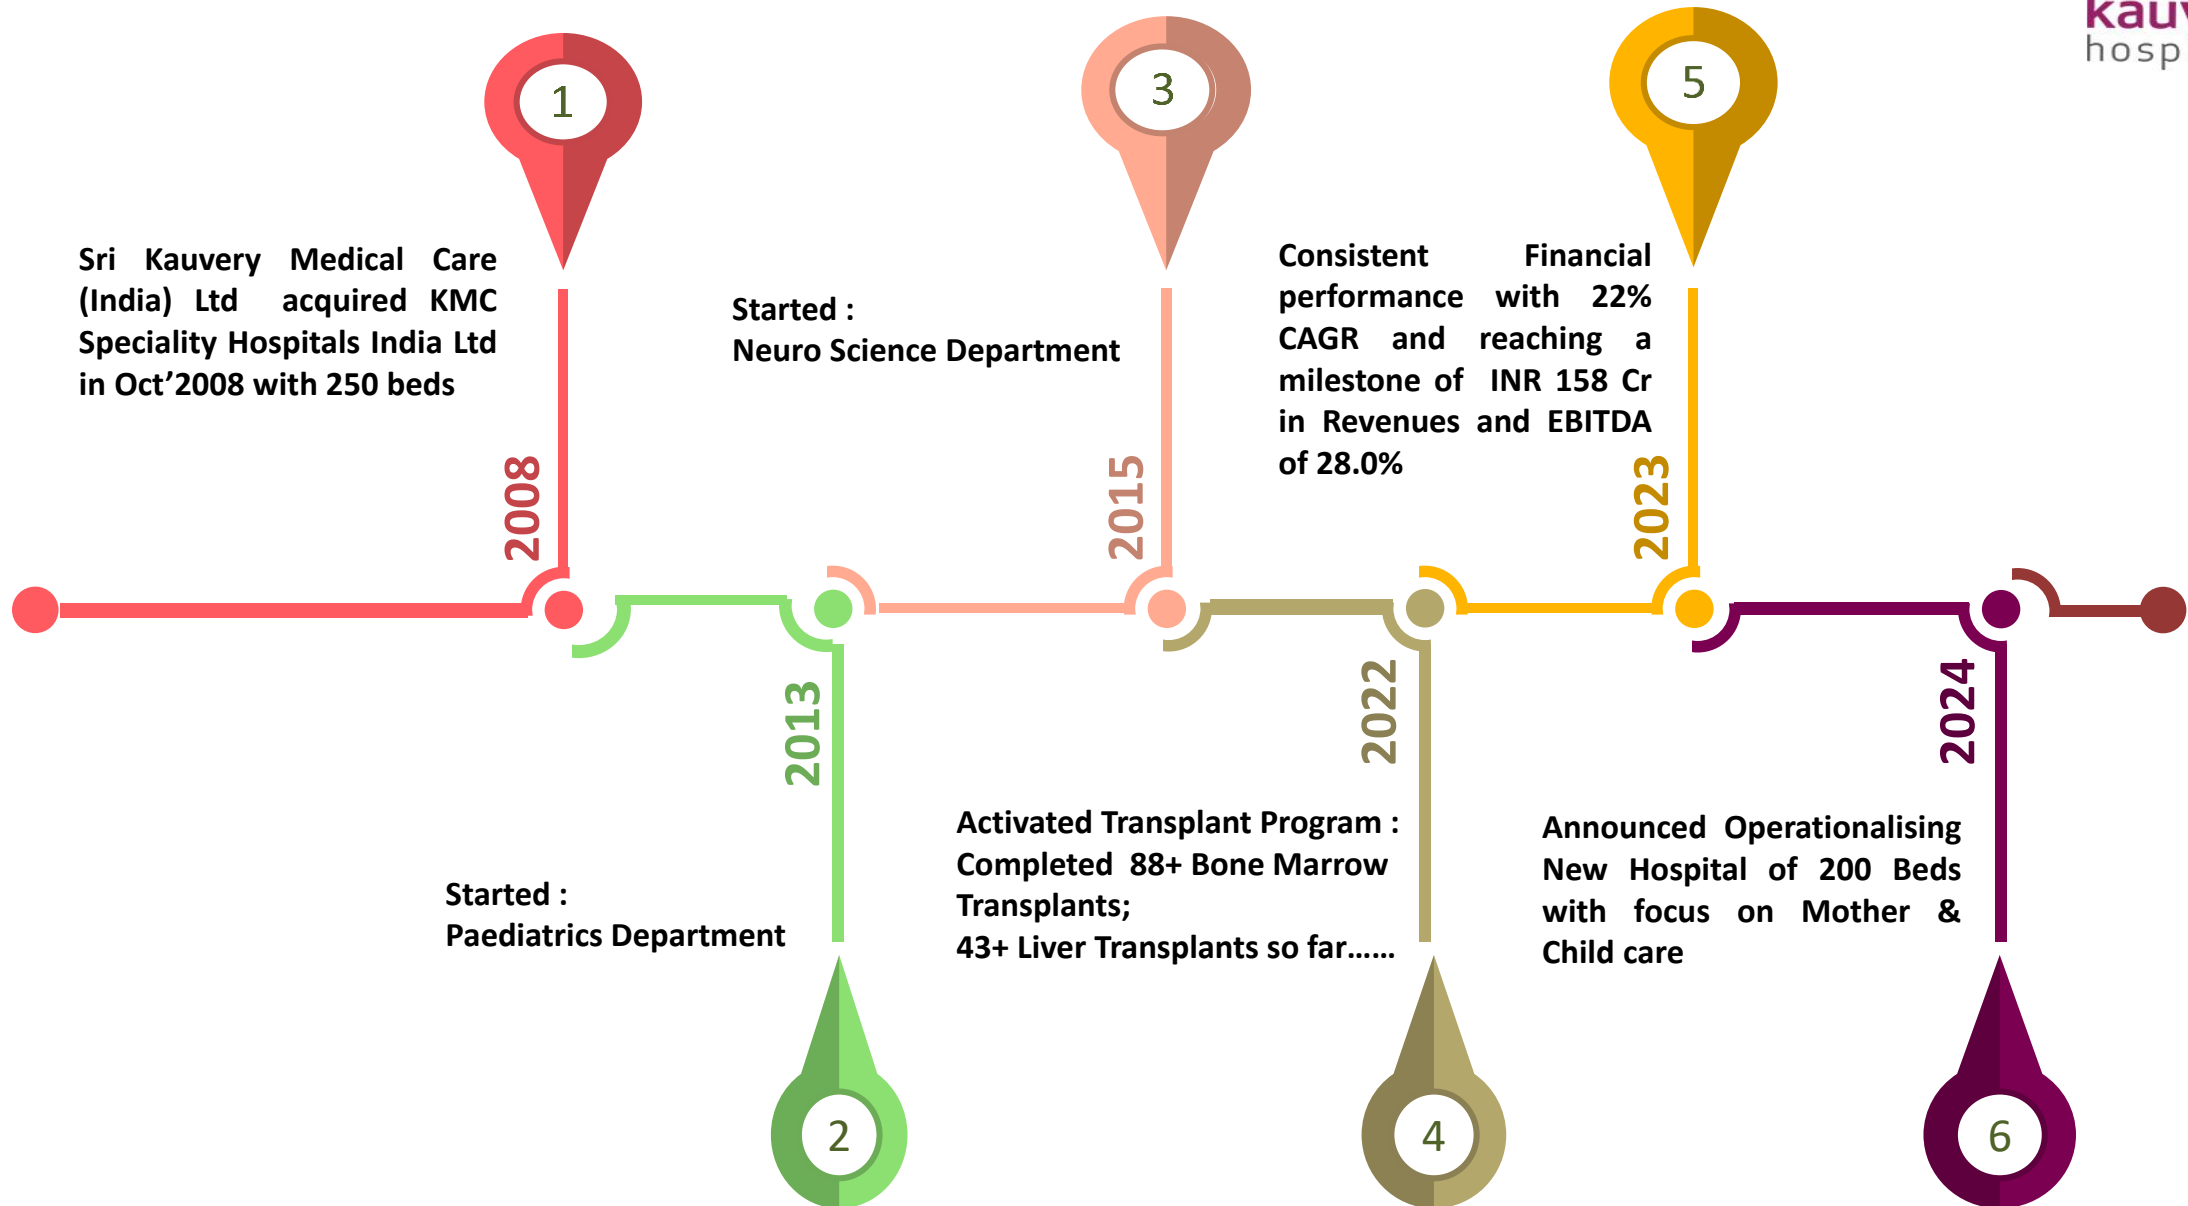 kauv
hosp
1
3
5
Sri Kauvery Medical Care
(India) Ltd acquired KMC
Speciality Hospitals India Ltd
in Oct’2008 with 250 beds
Started :
Neuro Science Department
Consistent Financial
performance with 22%
CAGR and reaching a
milestone of INR 158 Cr
in Revenues and EBITDA
of 28.0%
2008
2015
2023
2013
2022
2024
Started :
Paediatrics Department
Activated Transplant Program :
Completed 88+ Bone Marrow
Transplants;
43+ Liver Transplants so far......
Announced Operationalising
New Hospital of 200 Beds
with focus on Mother &
Child care
2
4
6